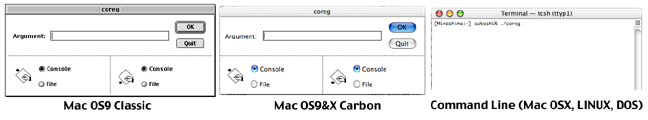 coreg
Argument:
OK
Quit
Console
File
Console
File
Mac OS9 Classic
coreg
Argument:
OK
Quit
Console
File
Console
File
Mac OS9&X Carbon
Terminal — tcsh (ttyp1)
[Minashima:~] satoshi% ./coreg
Command Line (Mac OSX, LINUX, DOS)